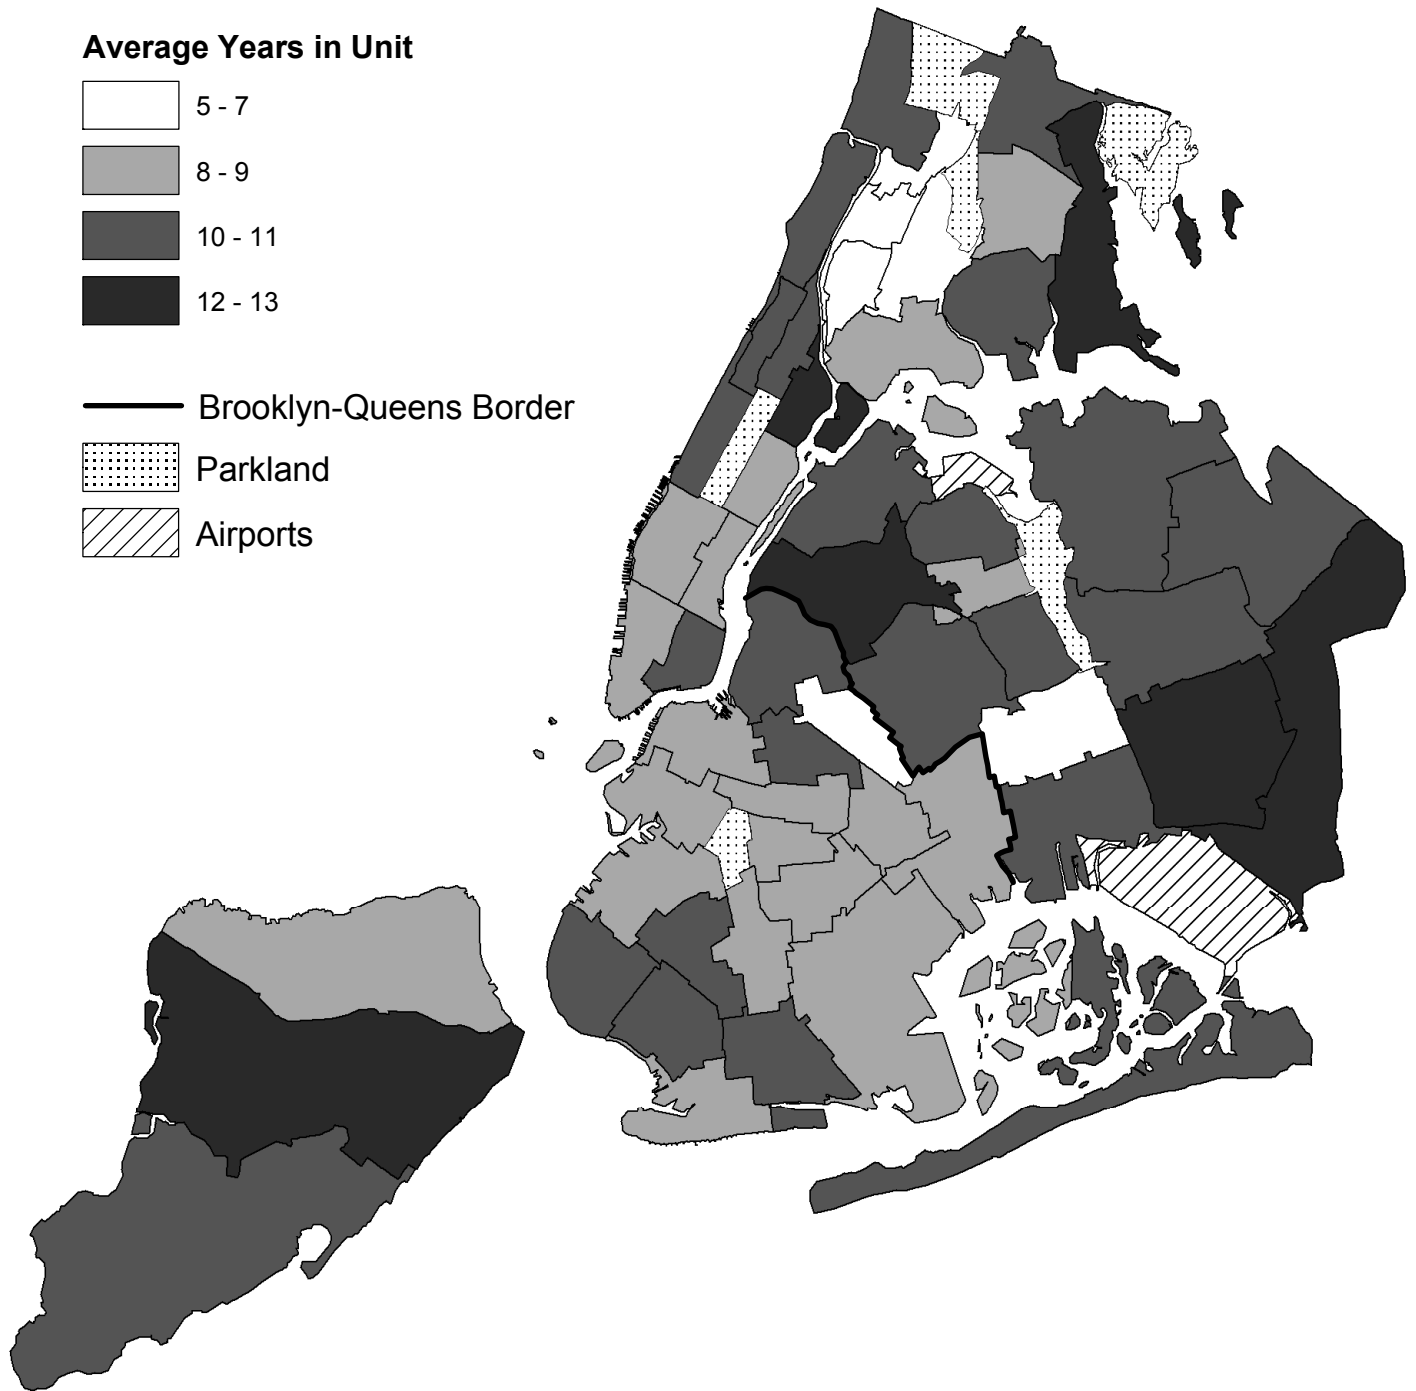 Average Years in Unit
5 - 7
8 - 9
10 - 11
12 - 13
Brooklyn-Queens Border
Parkland
Airports